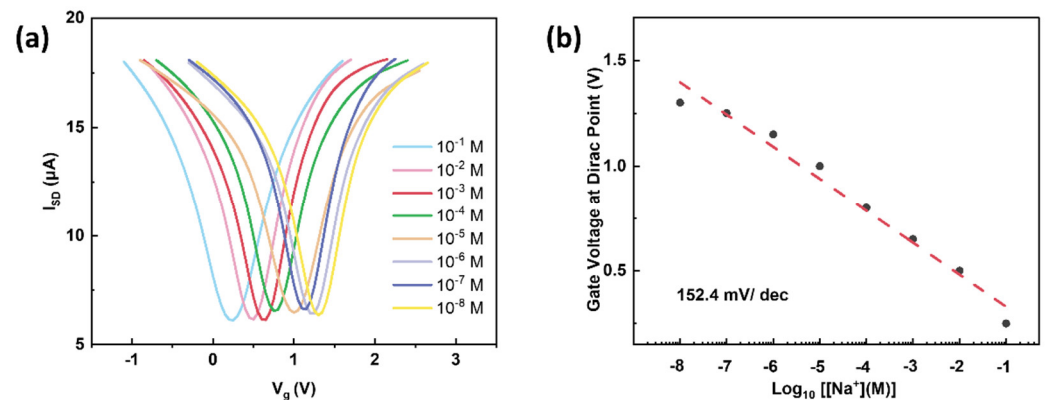 (a)
20
15
10
5
I_SD (μA)
-1 0 1 2 3
V_g (V)
10⁻¹ M
10⁻² M
10⁻³ M
10⁻⁴ M
10⁻⁵ M
10⁻⁶ M
10⁻⁷ M
10⁻⁸ M
(b)
1.5
1.0
0.5
Gate Voltage at Dirac Point (V)
152.4 mV/ dec
-8 -7 -6 -5 -4 -3 -2 -1
Log₁₀ [[Na⁺](M)]